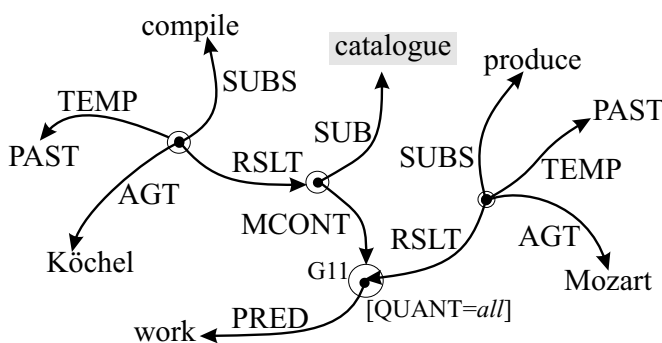 compile
catalogue
produce
TEMP
SUBS
PAST
PAST
SUB
SUBS
TEMP
RSLT
AGT
MCONT
RSLT
AGT
Köchel
G11
Mozart
[QUANT=all]
work
PRED